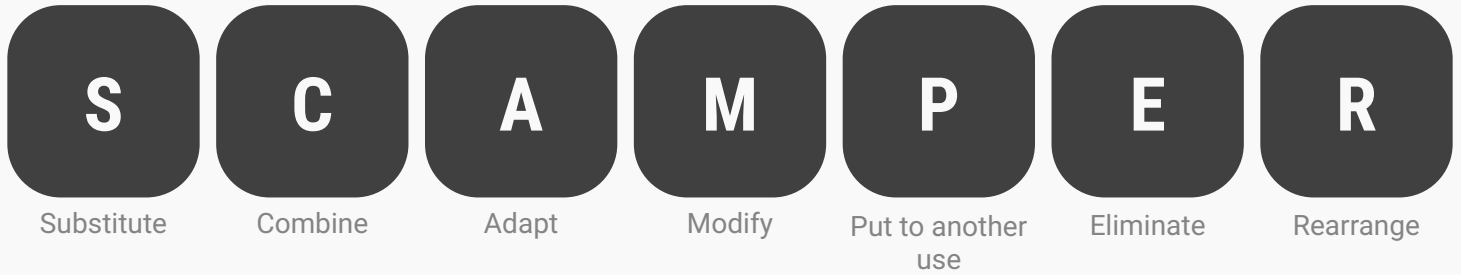 S C A M P E R
Substitute Combine Adapt Modify Put to another use Eliminate Rearrange